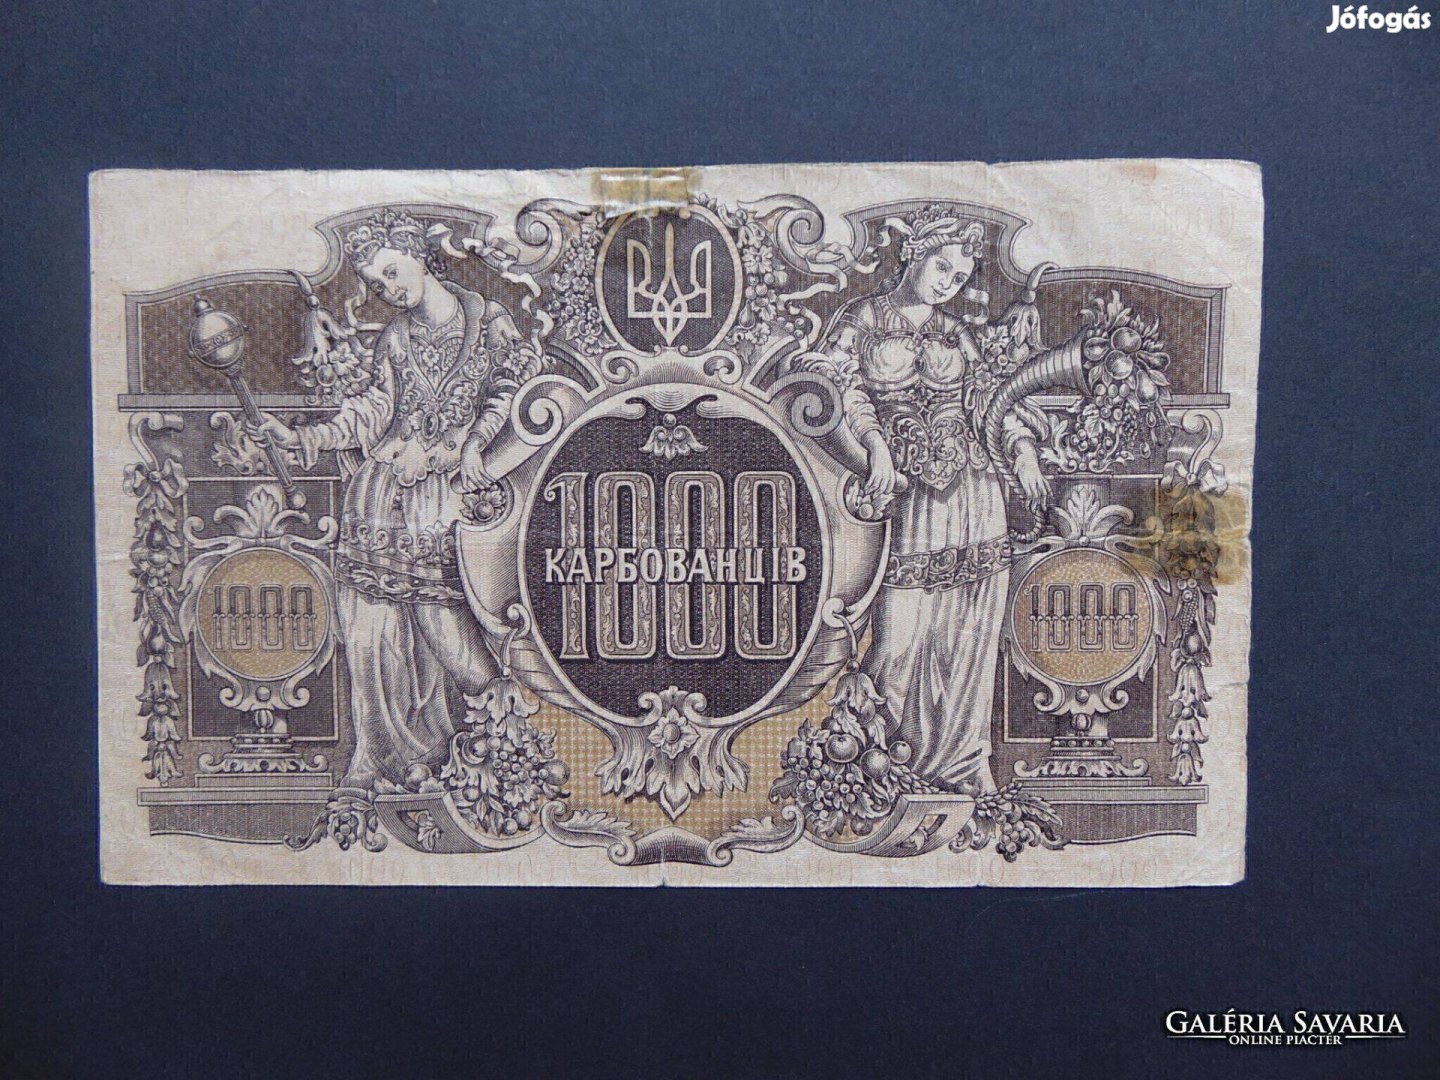 Jófogás
1000
КАРБОВАНЦІВ
1000
1000
GALÉRIA SAVARIA
ONLINE PIACTÉR